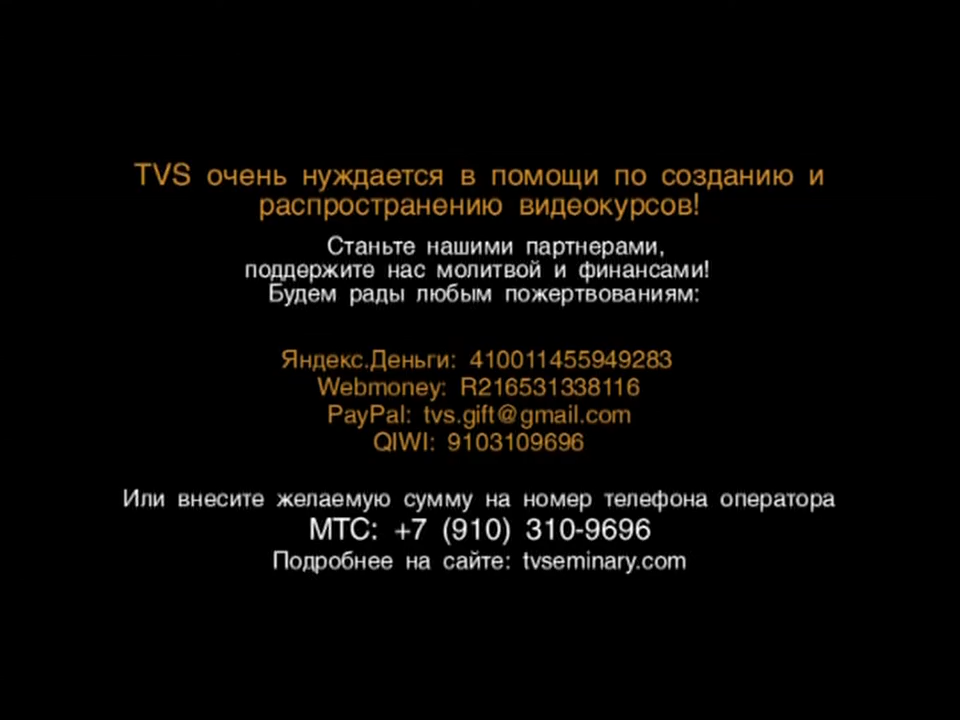 TVS очень нуждается в помощи по созданию и
распространению видеокурсов!
Станьте нашими партнерами,
поддержите нас молитвой и финансами!
Будем рады любым пожертвованиям:
Яндекс.Деньги: 410011455949283
Webmoney: R216531338116
PayPal: tvs.gift@gmail.com
QIWI: 9103109696
Или внесите желаемую сумму на номер телефона оператора
МТС: +7 (910) 310-9696
Подробнее на сайте: tvseminary.com